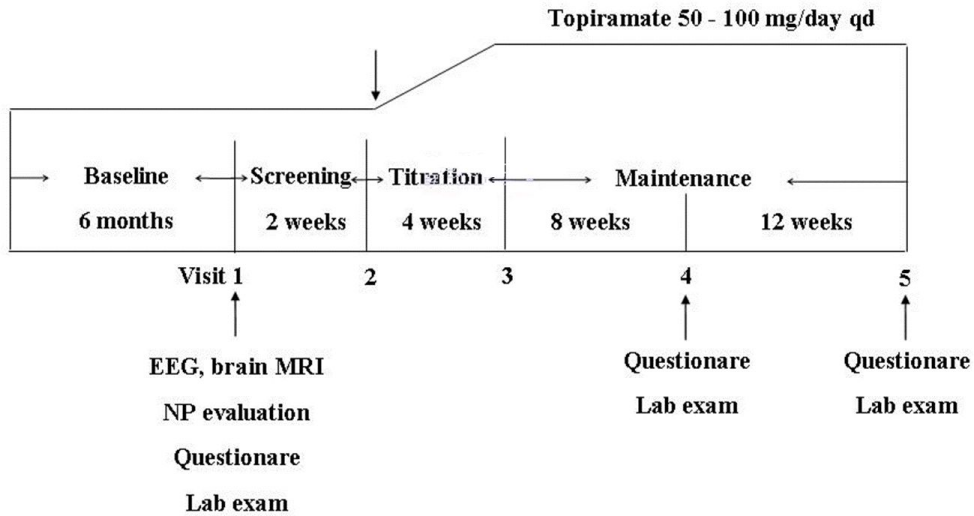 Topiramate 50 - 100 mg/day qd
Baseline Screening Titration Maintenance
6 months 2 weeks 4 weeks 8 weeks 12 weeks
Visit 1 2 3 4 5
EEG, brain MRI
NP evaluation
Questionare
Lab exam
Questionare
Lab exam
Questionare
Lab exam